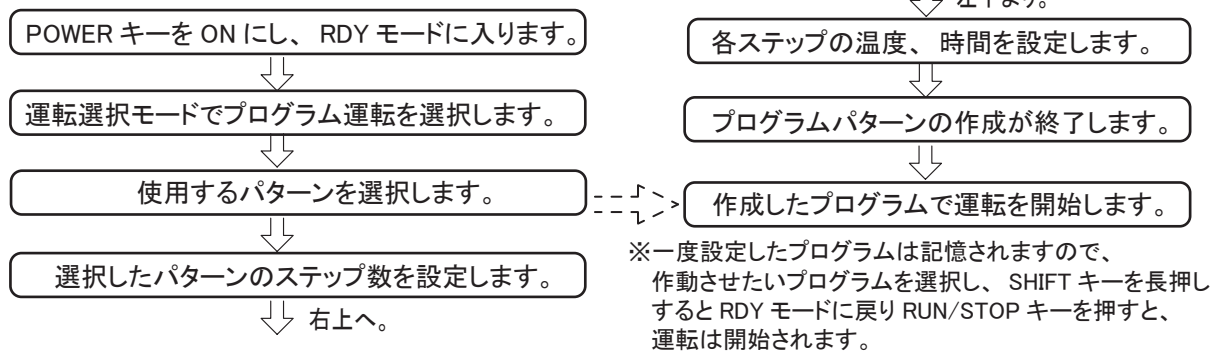 POWER キーを ON にし、 RDY モードに入ります。
運転選択モードでプログラム運転を選択します。
使用するパターンを選択します。
選択したパターンのステップ数を設定します。
右上へ。
左下より。
各ステップの温度、 時間を設定します。
プログラムパターンの作成が終了します。
作成したプログラムで運転を開始します。
※一度設定したプログラムは記憶されますので、
作動させたいプログラムを選択し、 SHIFT キーを長押し
すると RDY モードに戻り RUN/STOP キーを押すと、
運転は開始されます。